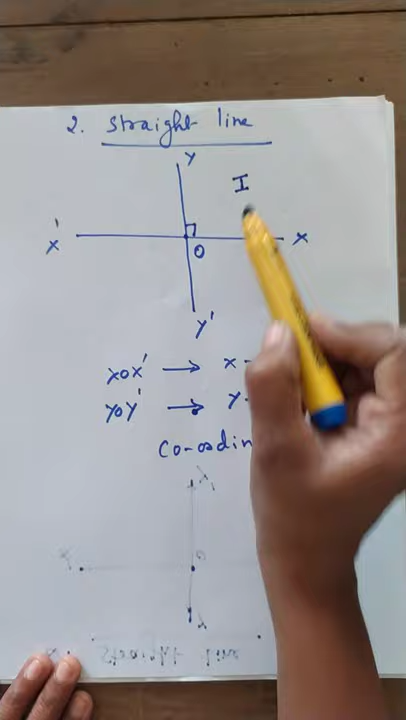 2. Straight line
Y
I
X' O X
Y'
XOX' → X-
YOY' → Y-
Co-ordin